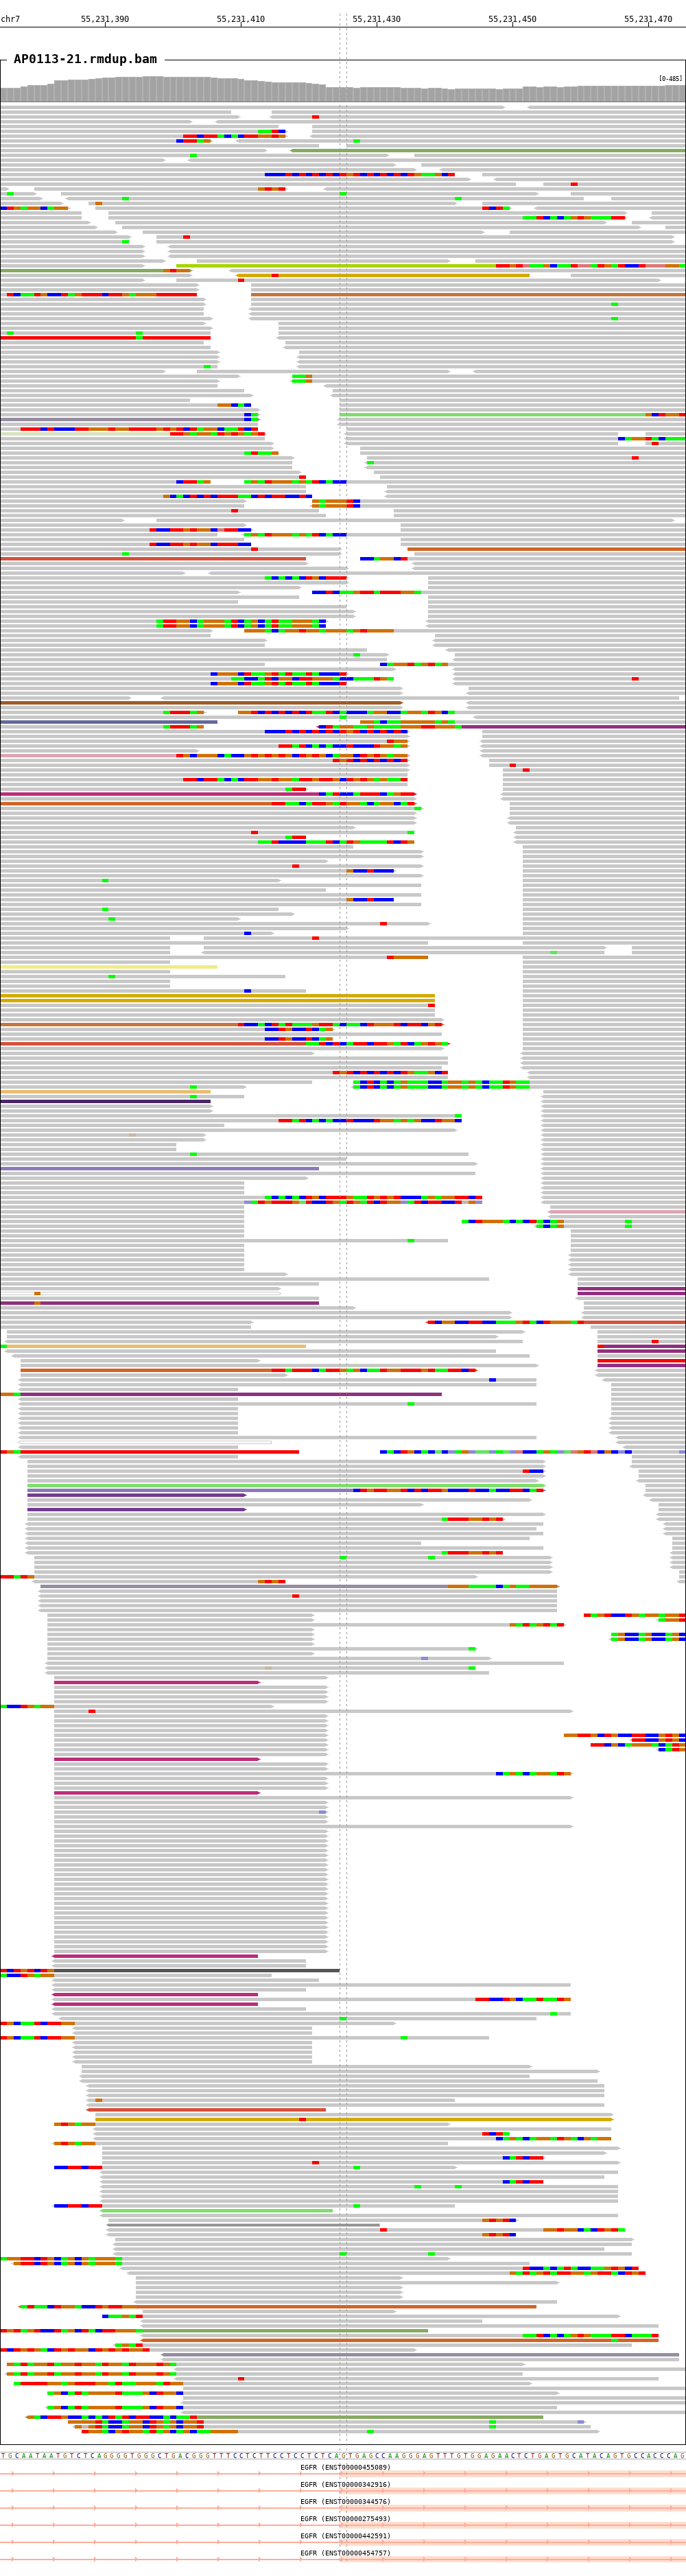 chr7 55,231,390 55,231,410 55,231,430 55,231,450 55,231,470
AP0113-21.rmdup.bam
[0-485]
TGCAATAATGTCTCAGGGGTGGGCTGACGGGTTTCCTCTTCCTCCTCTCAGTGAGCCAAGGGAGTTTGTGGAGAACTCTGAGTGCATACAGTGCCACCCAG
EGFR (ENST00000455089)
EGFR (ENST00000342916)
EGFR (ENST00000344576)
EGFR (ENST00000275493)
EGFR (ENST00000442591)
EGFR (ENST00000454757)